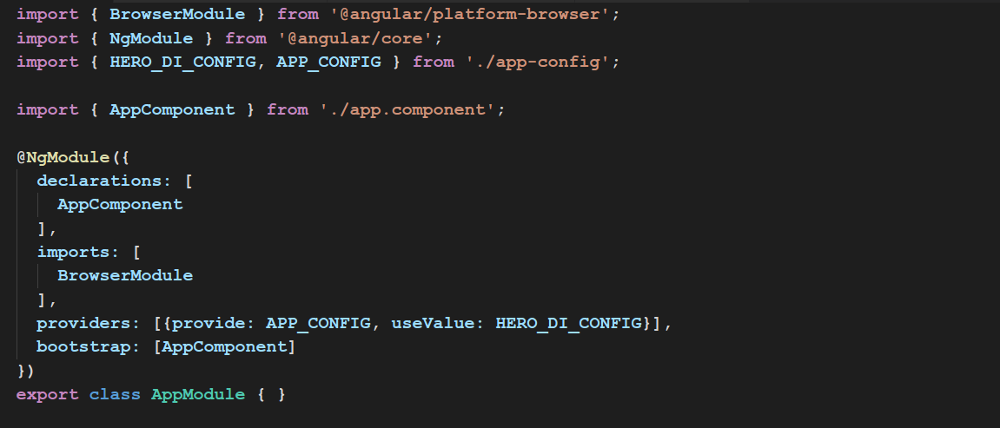 import { BrowserModule } from '@angular/platform-browser';
import { NgModule } from '@angular/core';
import { HERO_DI_CONFIG, APP_CONFIG } from './app-config';
import { AppComponent } from './app.component';
@NgModule({
declarations: [
AppComponent
],
imports: [
BrowserModule
],
providers: [{provide: APP_CONFIG, useValue: HERO_DI_CONFIG}],
bootstrap: [AppComponent]
})
export class AppModule { }